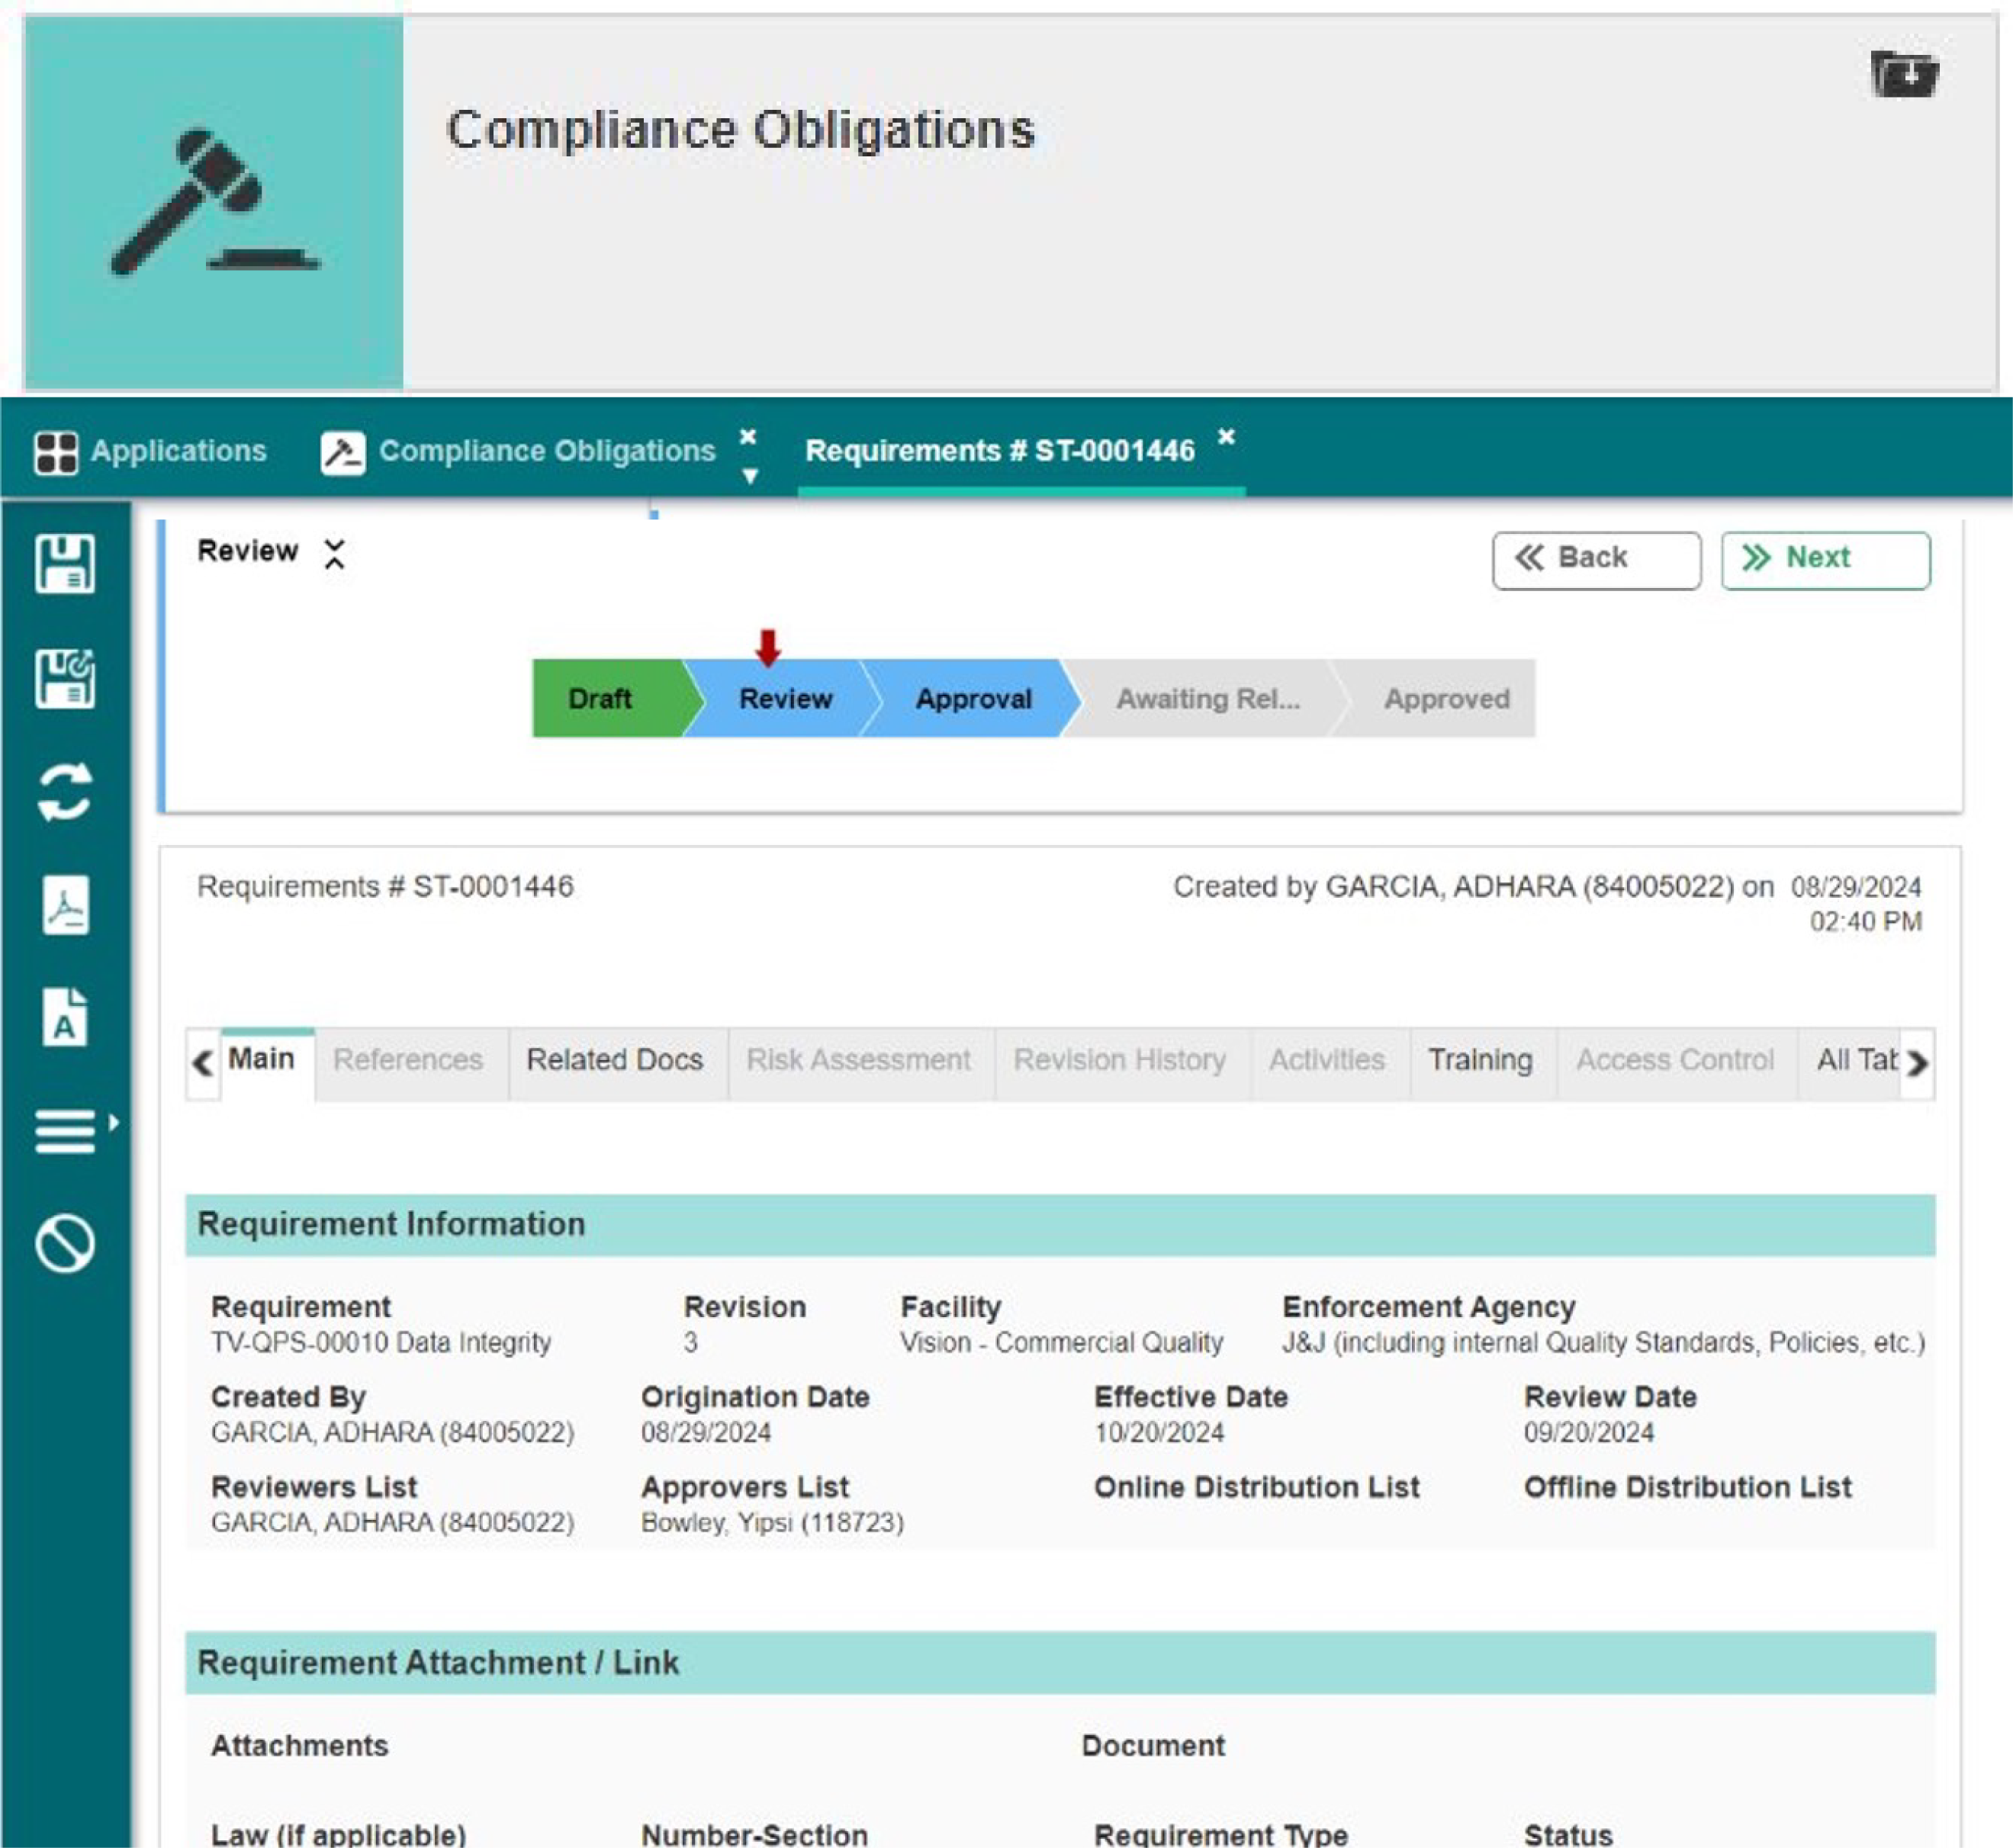 Compliance Obligations
Applications Compliance Obligations Requirements # ST-0001446
Review Back Next
Draft Review Approval Awaiting Rel... Approved
Requirements # ST-0001446 Created by GARCIA, ADHARA (84005022) on 08/29/2024
02:40 PM
Main References Related Docs Risk Assessment Revision History Activities Training Access Control All Tab
Requirement Information
Requirement Revision Facility Enforcement Agency
TV-QPS-00010 Data Integrity 3 Vision - Commercial Quality J&J (including internal Quality Standards, Policies, etc.)
Created By Origination Date Effective Date Review Date
GARCIA, ADHARA (84005022) 08/29/2024 10/20/2024 09/20/2024
Reviewers List Approvers List Online Distribution List Offline Distribution List
GARCIA, ADHARA (84005022) Bowley, Yipsi (118723)
Requirement Attachment / Link
Attachments Document
Law (if applicable) Number-Section Requirement Type Status